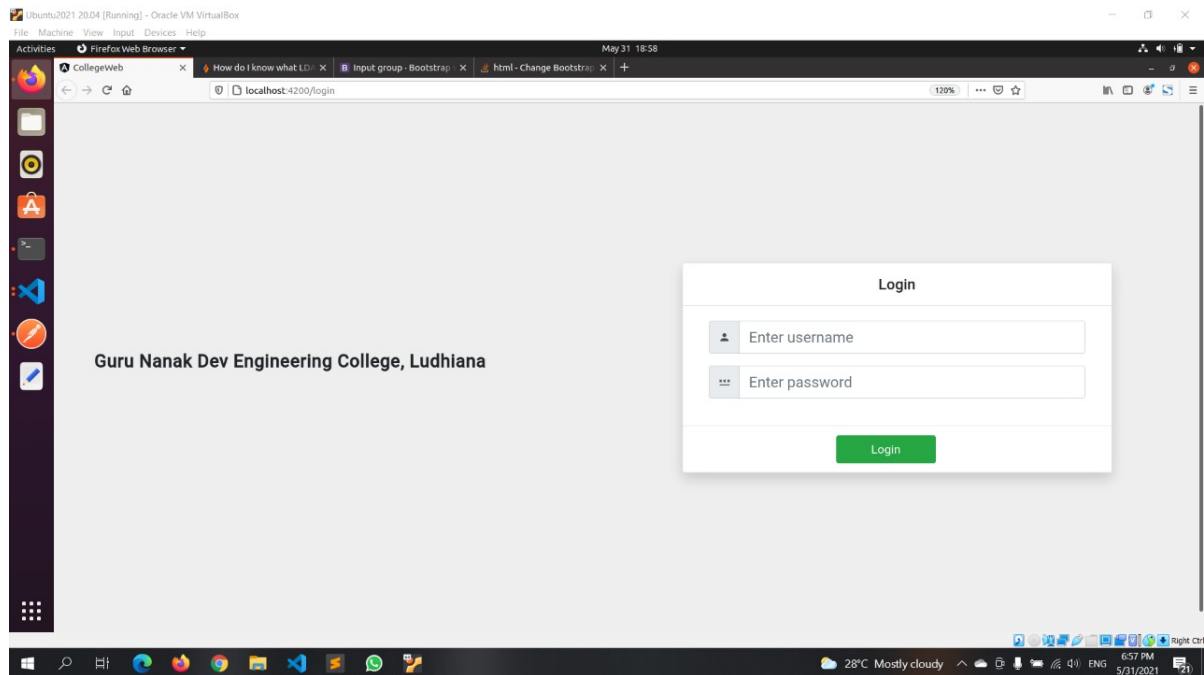 Ubuntu2021 20.04 [Running] - Oracle VM VirtualBox
File Machine View Input Devices Help
Activities Firefox Web Browser May 31 18:58
CollegeWeb How do I know what LDA Input group · Bootstrap v html - Change Bootstrap
localhost:4200/login 120%
Login
Enter username
Guru Nanak Dev Engineering College, Ludhiana
Enter password
Login
Right Ctrl
28°C Mostly cloudy ENG 6:57 PM
5/31/2021 21